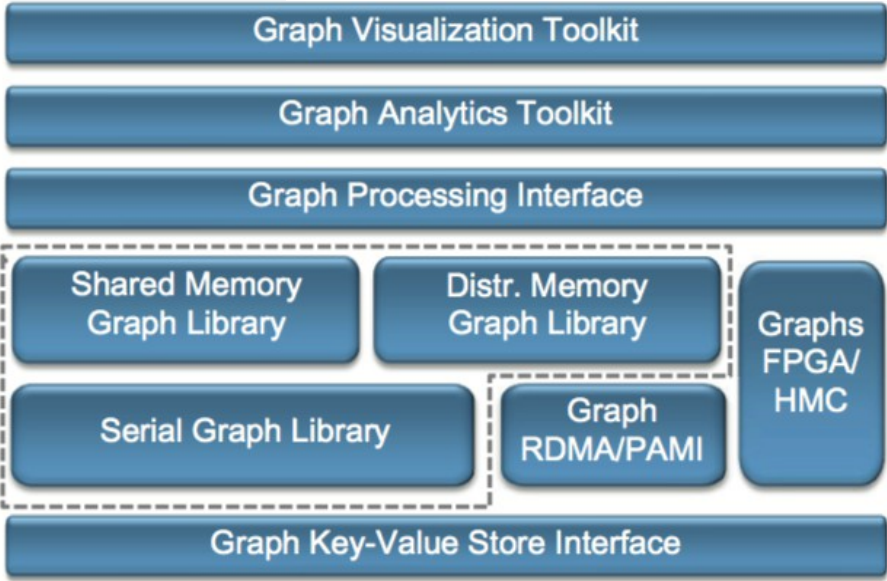 Graph Visualization Toolkit
Graph Analytics Toolkit
Graph Processing Interface
Shared Memory
Graph Library
Distr. Memory
Graph Library
Graphs
FPGA/
HMC
Serial Graph Library
Graph
RDMA/PAMI
Graph Key-Value Store Interface